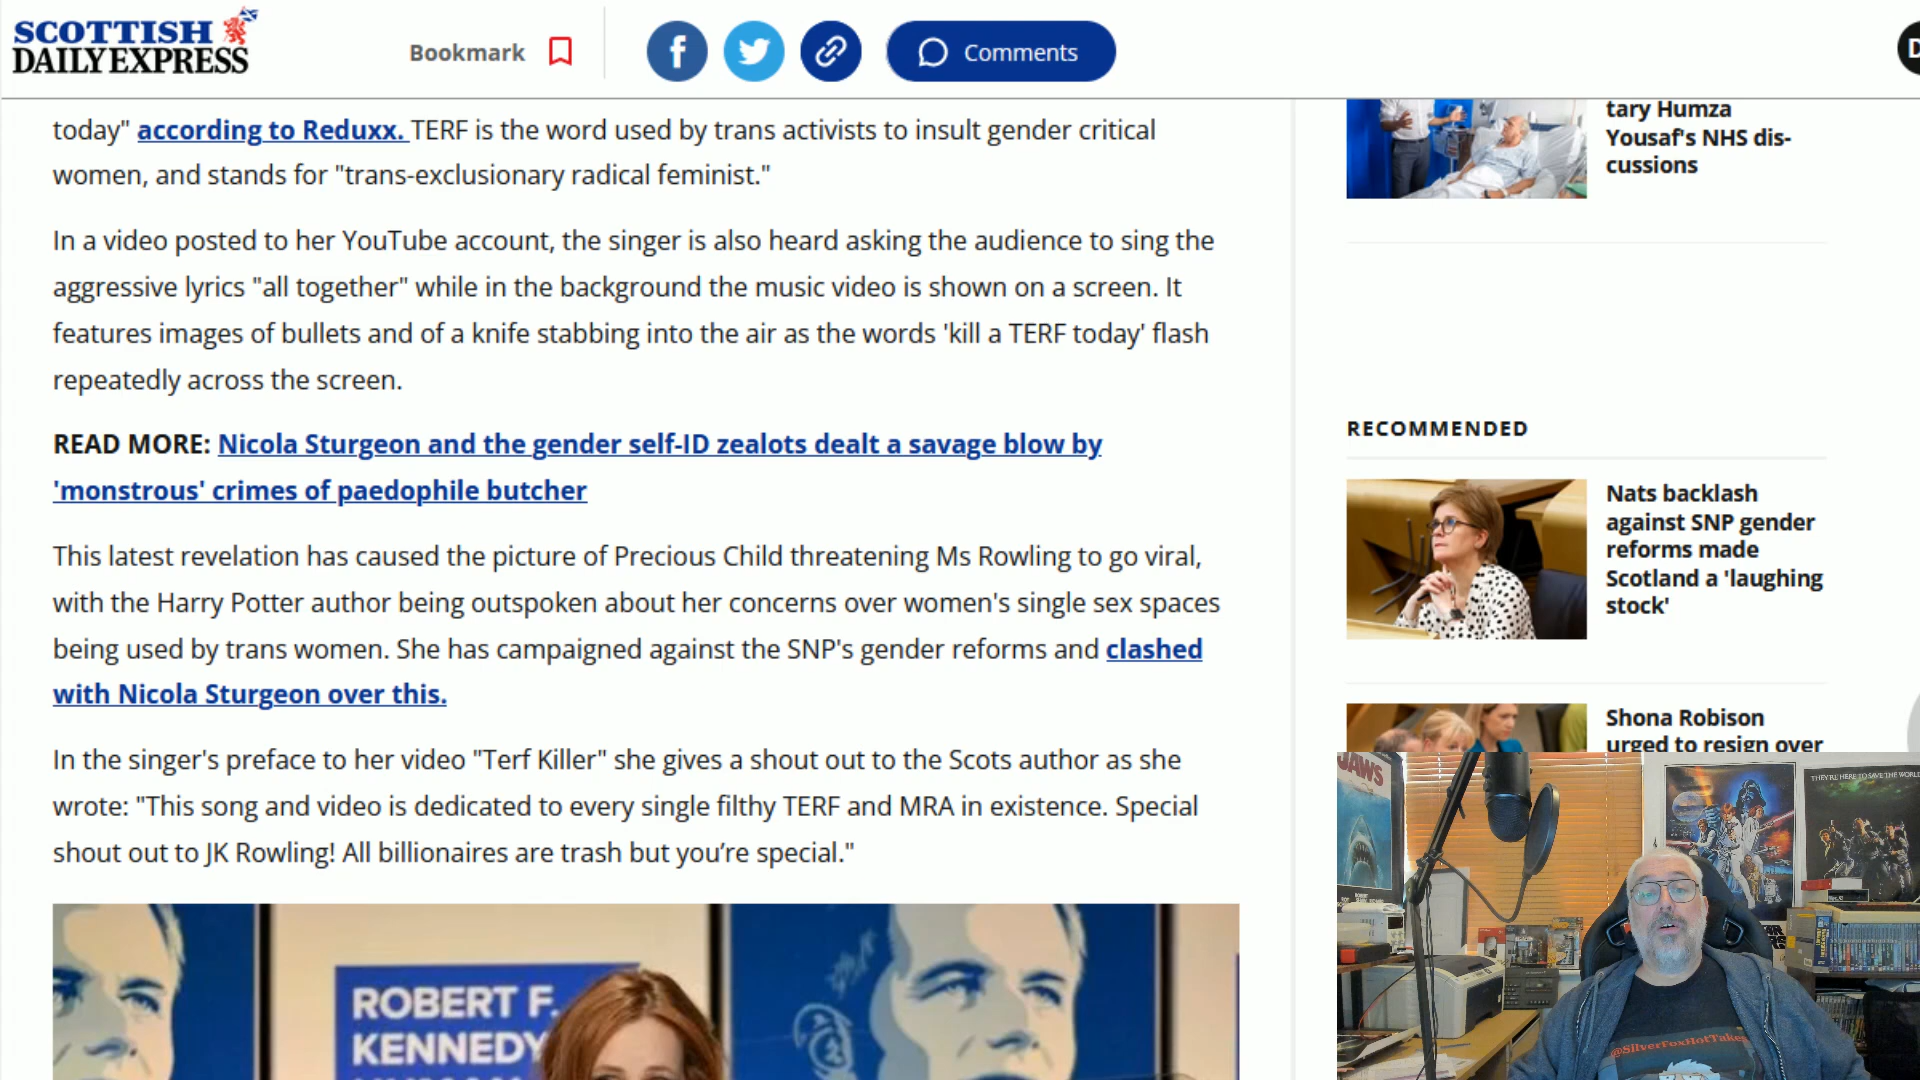 SCOTTISH
DAILY EXPRESS
Bookmark
Comments
today" according to Reduxx. TERF is the word used by trans activists to insult gender critical
women, and stands for "trans-exclusionary radical feminist."
In a video posted to her YouTube account, the singer is also heard asking the audience to sing the
aggressive lyrics "all together" while in the background the music video is shown on a screen. It
features images of bullets and of a knife stabbing into the air as the words 'kill a TERF today' flash
repeatedly across the screen.
READ MORE: Nicola Sturgeon and the gender self-ID zealots dealt a savage blow by
'monstrous' crimes of paedophile butcher
This latest revelation has caused the picture of Precious Child threatening Ms Rowling to go viral,
with the Harry Potter author being outspoken about her concerns over women's single sex spaces
being used by trans women. She has campaigned against the SNP's gender reforms and clashed
with Nicola Sturgeon over this.
In the singer's preface to her video "Terf Killer" she gives a shout out to the Scots author as she
wrote: "This song and video is dedicated to every single filthy TERF and MRA in existence. Special
shout out to JK Rowling! All billionaires are trash but you’re special."
ROBERT F.
KENNEDY
tary Humza
Yousaf's NHS dis-
cussions
RECOMMENDED
Nats backlash
against SNP gender
reforms made
Scotland a 'laughing
stock'
Shona Robison
urged to resign over
JAWS
THEY'RE HERE TO SAVE THE WORLD
@SilverFoxHotTakes